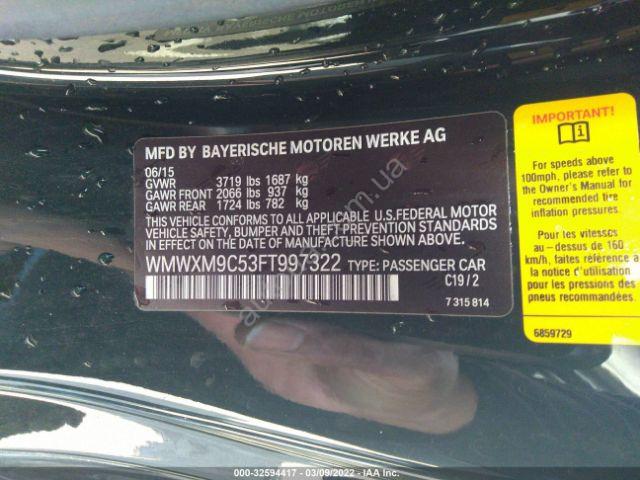 MFD BY BAYERISCHE MOTOREN WERKE AG
06/15
GVWR 3719 lbs 1687 kg
GAWR FRONT 2066 lbs 937 kg
GAWR REAR 1724 lbs 782 kg
THIS VEHICLE CONFORMS TO ALL APPLICABLE U.S.FEDERAL MOTOR
VEHICLE SAFETY, BUMPER, AND THEFT PREVENTION STANDARDS
IN EFFECT ON THE DATE OF MANUFACTURE SHOWN ABOVE.
WMWXM9C53FT997322 TYPE: PASSENGER CAR
C19/2
7 315 814
IMPORTANT!
For speeds above
100mph, please refer to
the Owner's Manual for
recommended tire
inflation pressures.
Pour les vitesses
au-dessus de 160
km/h, faire référence
à la notice d'utilisation
pour les pressions des
pneus recommandées.
6859729
000-32594417 - 03/09/2022 - IAA Inc.